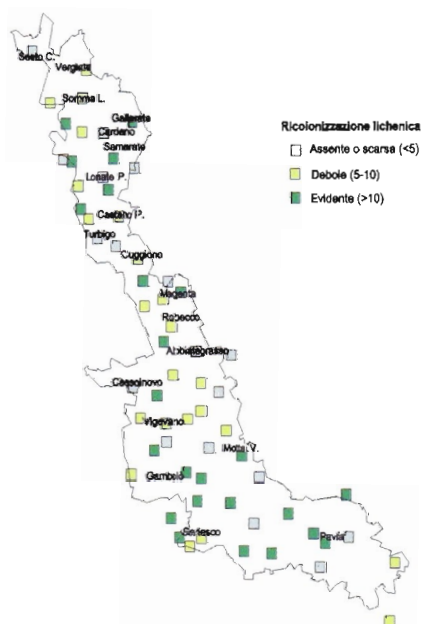 Sesto C.
Vergiate
Somma L.
Gallarate
Cardano
Samarate
Lonate P.
Castano P.
Turbigo
Cuggiono
Magenta
Robecco
Abbiategrasso
Cassolnovo
Vigevano
Motta V.
Gambolò
Pavia
Ricolonizzazione lichenica
Assente o scarsa (<5)
Debole (5-10)
Evidente (>10)